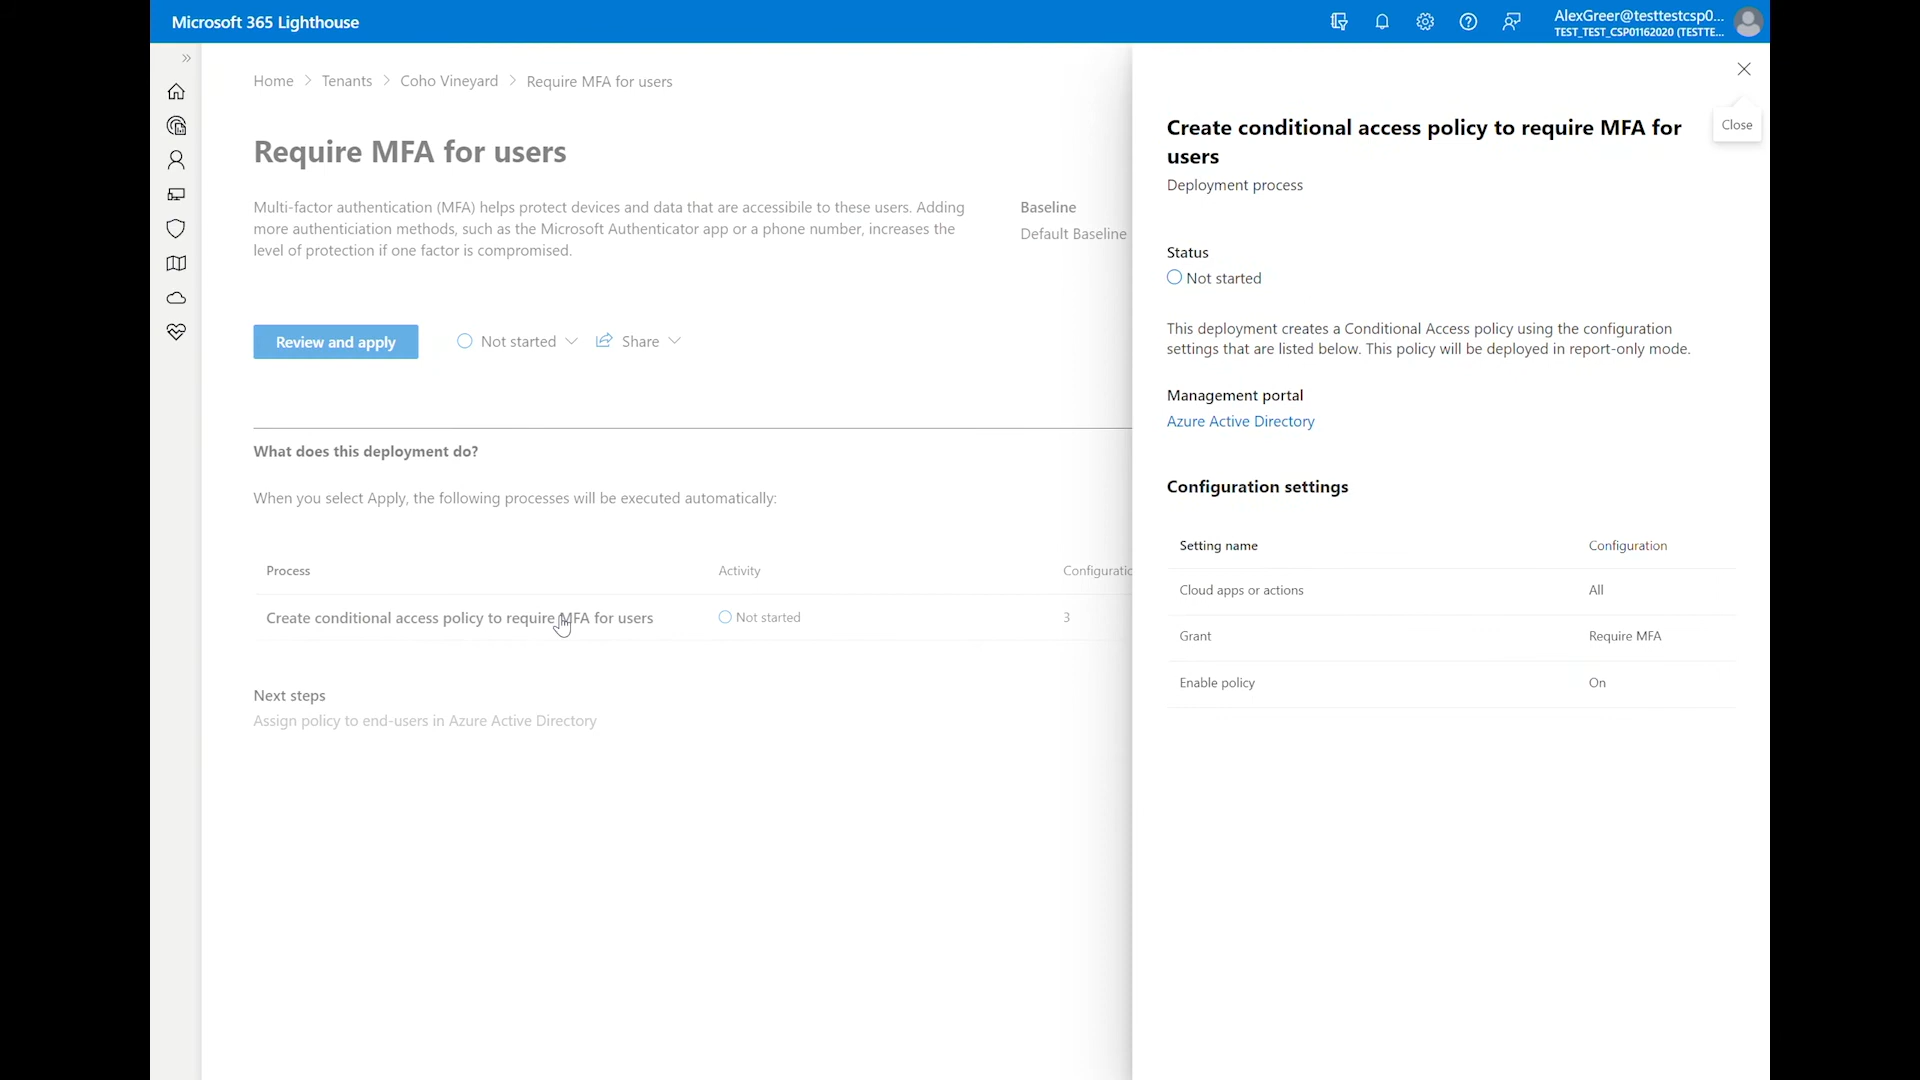 Microsoft 365 Lighthouse
AlexGreer@testtestcsp0...
TEST_TEST_CSP01162020 (TESTTE...
Home > Tenants > Coho Vineyard > Require MFA for users
Require MFA for users
Multi-factor authentication (MFA) helps protect devices and data that are accessibile to these users. Adding
more authenticiation methods, such as the Microsoft Authenticator app or a phone number, increases the
level of protection if one factor is compromised.
Baseline
Default Baseline
Review and apply
Not started
Share
What does this deployment do?
When you select Apply, the following processes will be executed automatically:
Process Activity Configuratio
Create conditional access policy to require MFA for users Not started 3
Next steps
Assign policy to end-users in Azure Active Directory
Close
Create conditional access policy to require MFA for
users
Deployment process
Status
Not started
This deployment creates a Conditional Access policy using the configuration
settings that are listed below. This policy will be deployed in report-only mode.
Management portal
Azure Active Directory
Configuration settings
Setting name Configuration
Cloud apps or actions All
Grant Require MFA
Enable policy On